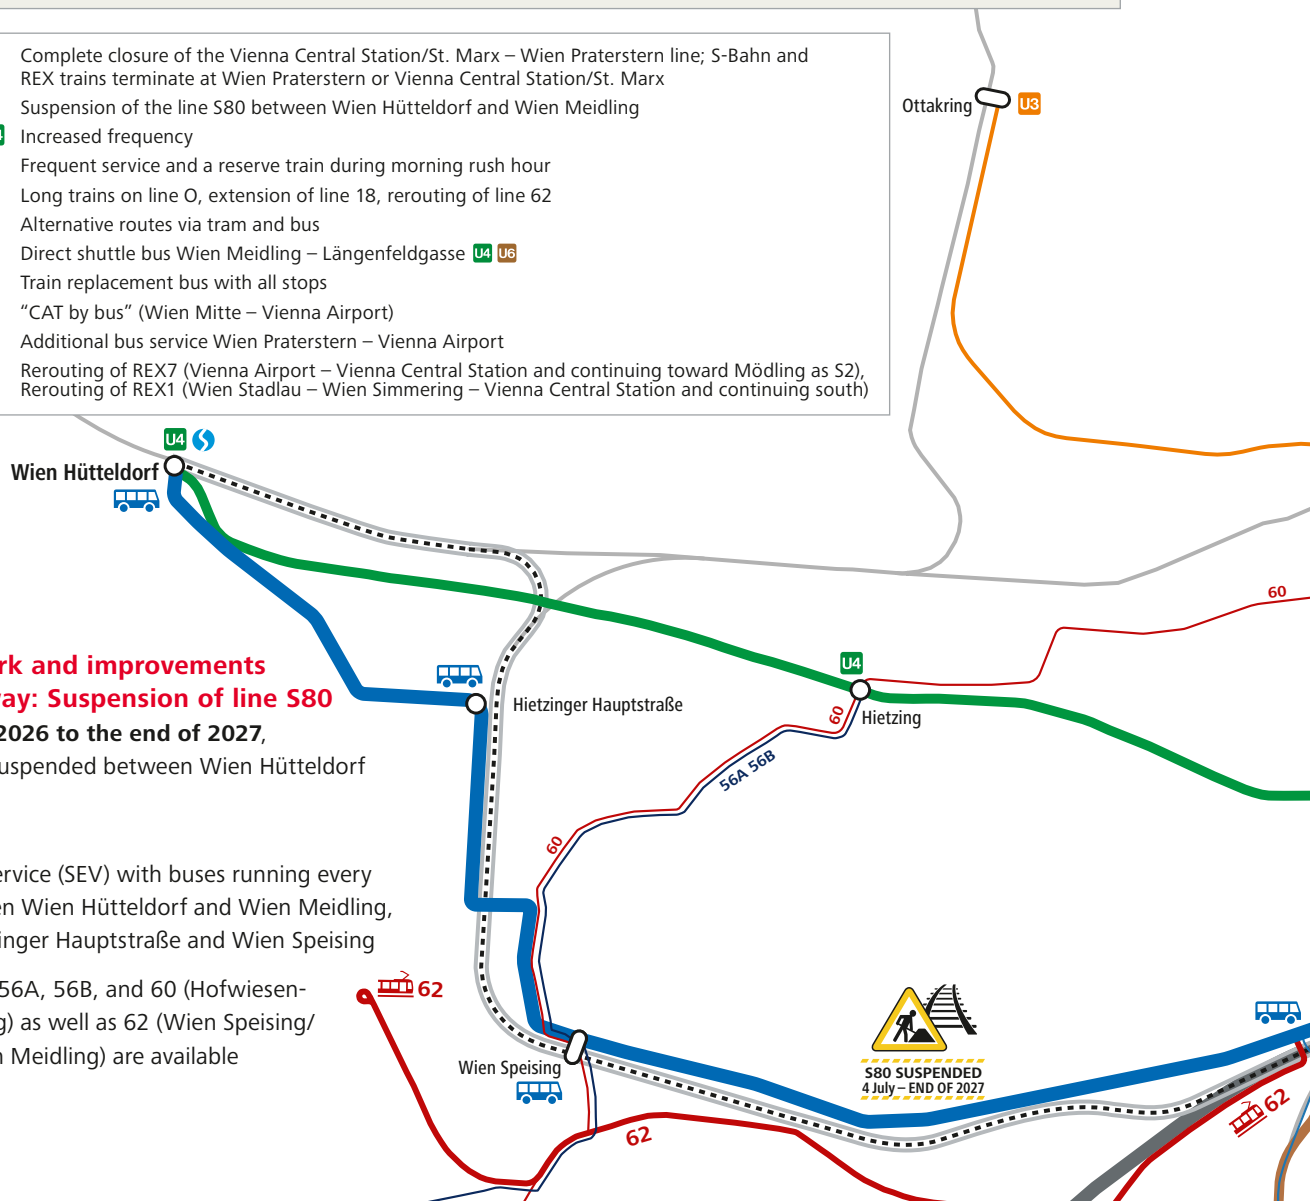 Complete closure of the Vienna Central Station/St. Marx – Wien Praterstern line; S-Bahn and
REX trains terminate at Wien Praterstern or Vienna Central Station/St. Marx
Suspension of the line S80 between Wien Hütteldorf and Wien Meidling
Increased frequency
Frequent service and a reserve train during morning rush hour
Long trains on line O, extension of line 18, rerouting of line 62
Alternative routes via tram and bus
Direct shuttle bus Wien Meidling – Längenfeldgasse U4 U6
Train replacement bus with all stops
“CAT by bus” (Wien Mitte – Vienna Airport)
Additional bus service Wien Praterstern – Vienna Airport
Rerouting of REX7 (Vienna Airport – Vienna Central Station and continuing toward Mödling as S2),
Rerouting of REX1 (Wien Stadlau – Wien Simmering – Vienna Central Station and continuing south)
Ottakring U3
U4
Wien Hütteldorf
60
rk and improvements
way: Suspension of line S80
2026 to the end of 2027,
uspended between Wien Hütteldorf
U4
Hietzinger Hauptstraße
60
Hietzing
56A 56B
60
ervice (SEV) with buses running every
en Wien Hütteldorf and Wien Meidling,
inger Hauptstraße and Wien Speising
56A, 56B, and 60 (Hofwiesen-
g) as well as 62 (Wien Speising/
n Meidling) are available
62
Wien Speising
S80 SUSPENDED
4 July – END OF 2027
62
62